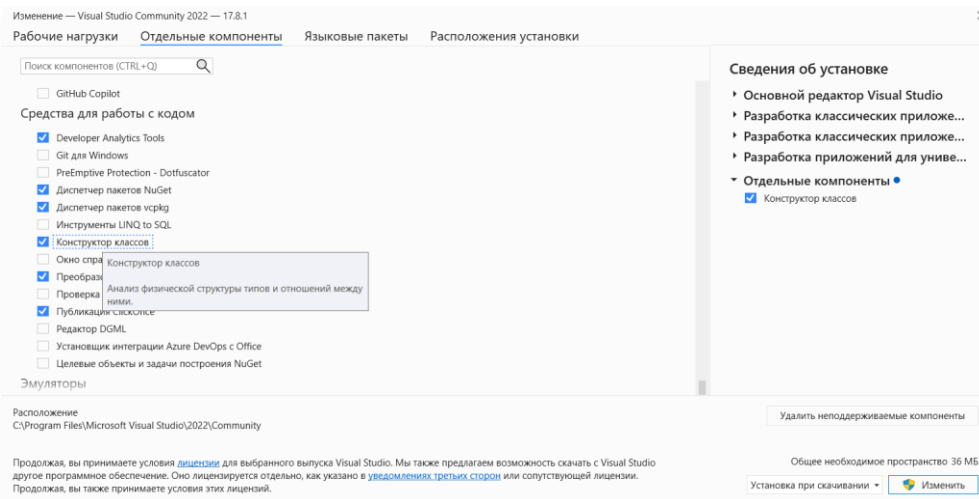 Изменение — Visual Studio Community 2022 — 17.8.1
Рабочие нагрузки Отдельные компоненты Языковые пакеты Расположения установки
Поиск компонентов (CTRL+Q)
GitHub Copilot
Средства для работы с кодом
Developer Analytics Tools
Git для Windows
PreEmptive Protection - Dotfuscator
Диспетчер пакетов NuGet
Диспетчер пакетов vcpkg
Инструменты LINQ to SQL
Конструктор классов
Окно спра
Преобраз
Проверка
Публикация ClickOnce
Редактор DGML
Установщик интеграции Azure DevOps с Office
Целевые объекты и задачи построения NuGet
Эмуляторы
Конструктор классов
Анализ физической структуры типов и отношений между
ними.
Сведения об установке
Основной редактор Visual Studio
Разработка классических приложе...
Разработка классических приложе...
Разработка приложений для униве...
Отдельные компоненты
Конструктор классов
Расположение
C:\Program Files\Microsoft Visual Studio\2022\Community
Удалить неподдерживаемые компоненты
Продолжая, вы принимаете условия лицензии для выбранного выпуска Visual Studio. Мы также предлагаем возможность скачать с Visual Studio
другое программное обеспечение. Оно лицензируется отдельно, как указано в уведомлениях третьих сторон или сопутствующей лицензии.
Продолжая, вы также принимаете условия этих лицензий.
Общее необходимое пространство 36 МБ
Установка при скачивании Изменить